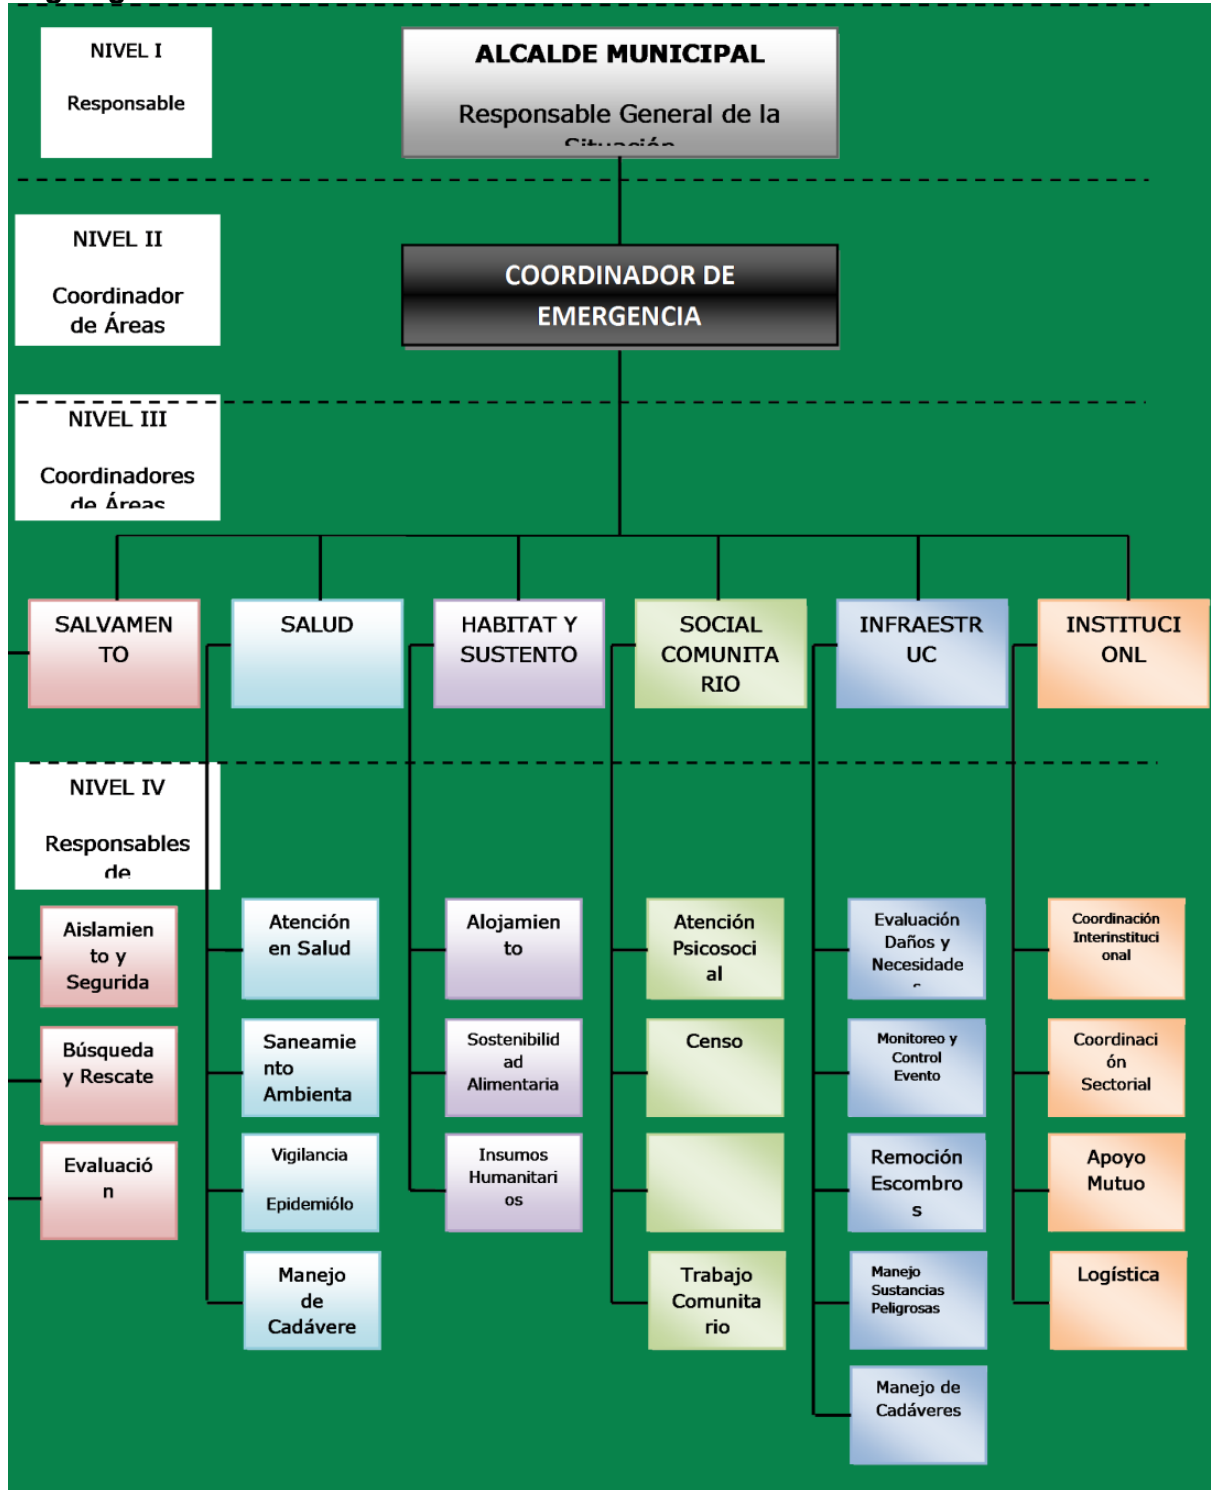 NIVEL I
Responsable
ALCALDE MUNICIPAL
Responsable General de la
Situación
NIVEL II
Coordinador
de Áreas
COORDINADOR DE
EMERGENCIA
NIVEL III
Coordinadores
de Áreas
SALVAMEN
TO
SALUD
HABITAT Y
SUSTENTO
SOCIAL
COMUNITA
RIO
INFRAESTR
UC
INSTITUCI
ONL
NIVEL IV
Responsables
de
Aislamien
to y
Segurida
Búsqueda
y Rescate
Evaluació
n
Atención
en Salud
Saneamie
nto
Ambienta
Vigilancia
Epidemiólo
Manejo
de
Cadávere
Alojamien
to
Sostenibilid
ad
Alimentaria
Insumos
Humanitari
os
Atención
Psicosoci
al
Censo
Trabajo
Comunita
rio
Evaluación
Daños y
Necesidade
Monitoreo y
Control
Evento
Remoción
Escombro
s
Manejo
Sustancias
Peligrosas
Manejo de
Cadáveres
Coordinación
Interinstituci
onal
Coordinaci
ón
Sectorial
Apoyo
Mutuo
Logística